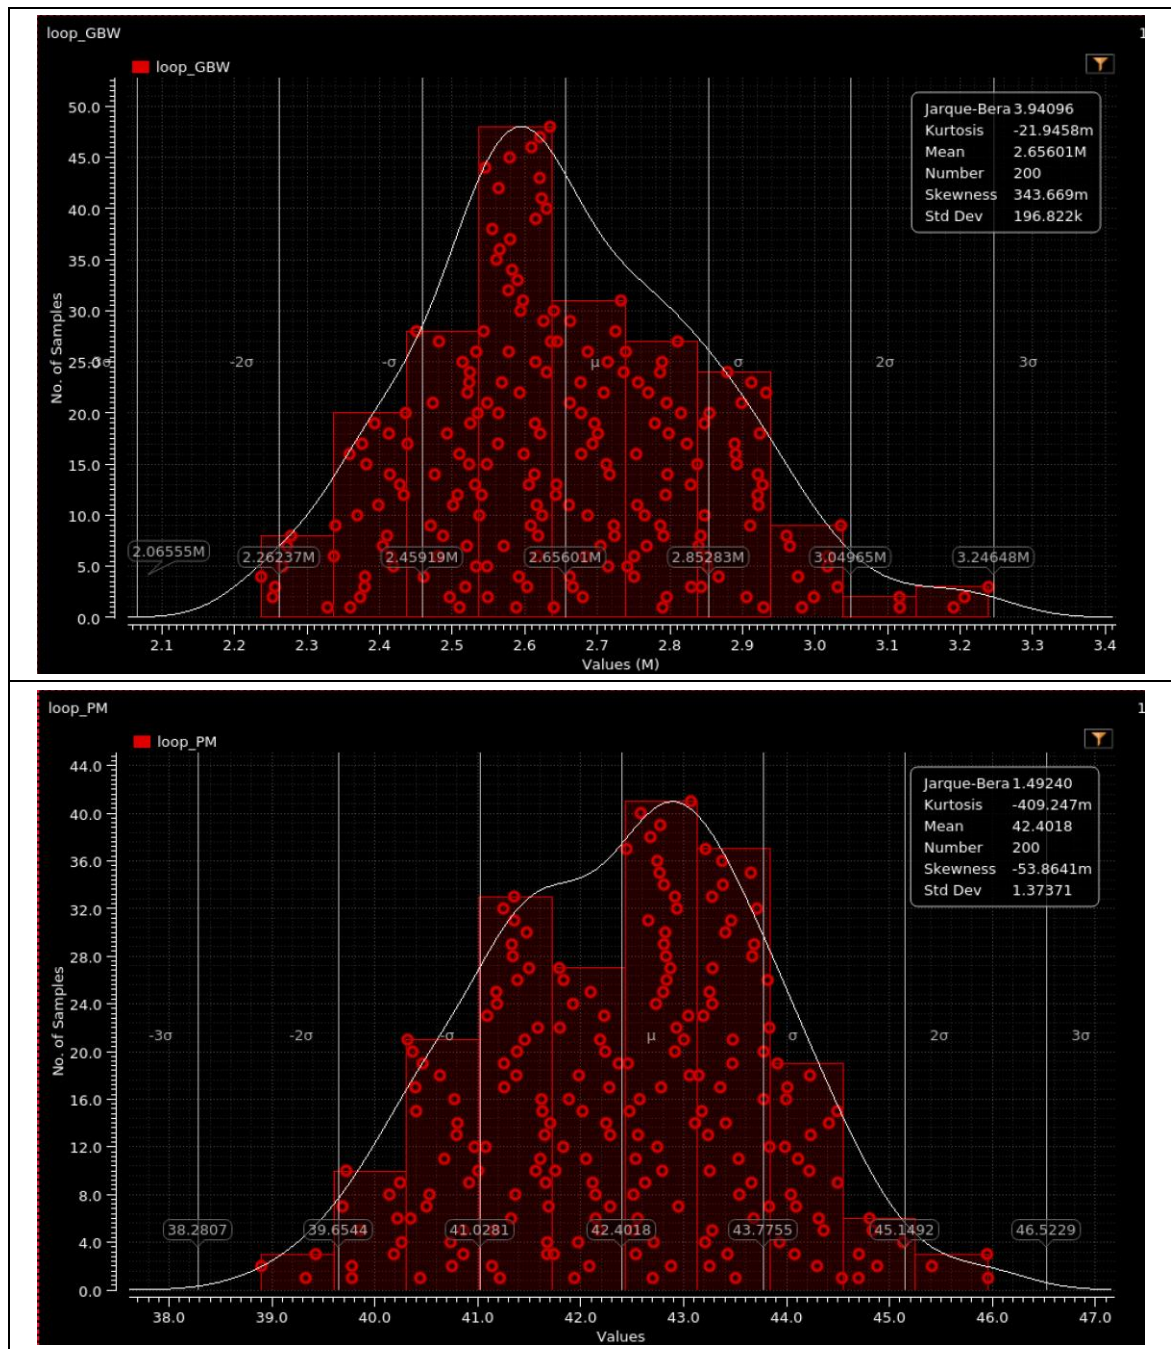 loop_GBW
1
loop_GBW
Jarque-Bera 3.94096
Kurtosis -21.9458m
Mean 2.65601M
Number 200
Skewness 343.669m
Std Dev 196.822k
50.0
45.0
40.0
35.0
30.0
25.0
20.0
15.0
10.0
5.0
0.0
No. of Samples
-3σ -2σ -σ μ σ 2σ 3σ
2.06555M 2.26237M 2.45919M 2.65601M 2.85283M 3.04965M 3.24648M
2.1 2.2 2.3 2.4 2.5 2.6 2.7 2.8 2.9 3.0 3.1 3.2 3.3 3.4
Values (M)
loop_PM
1
loop_PM
Jarque-Bera 1.49240
Kurtosis -409.247m
Mean 42.4018
Number 200
Skewness -53.8641m
Std Dev 1.37371
44.0
40.0
36.0
32.0
28.0
24.0
20.0
16.0
12.0
8.0
4.0
0.0
No. of Samples
-3σ -2σ -σ μ σ 2σ 3σ
38.2807 39.6544 41.0281 42.4018 43.7755 45.1492 46.5229
38.0 39.0 40.0 41.0 42.0 43.0 44.0 45.0 46.0 47.0
Values